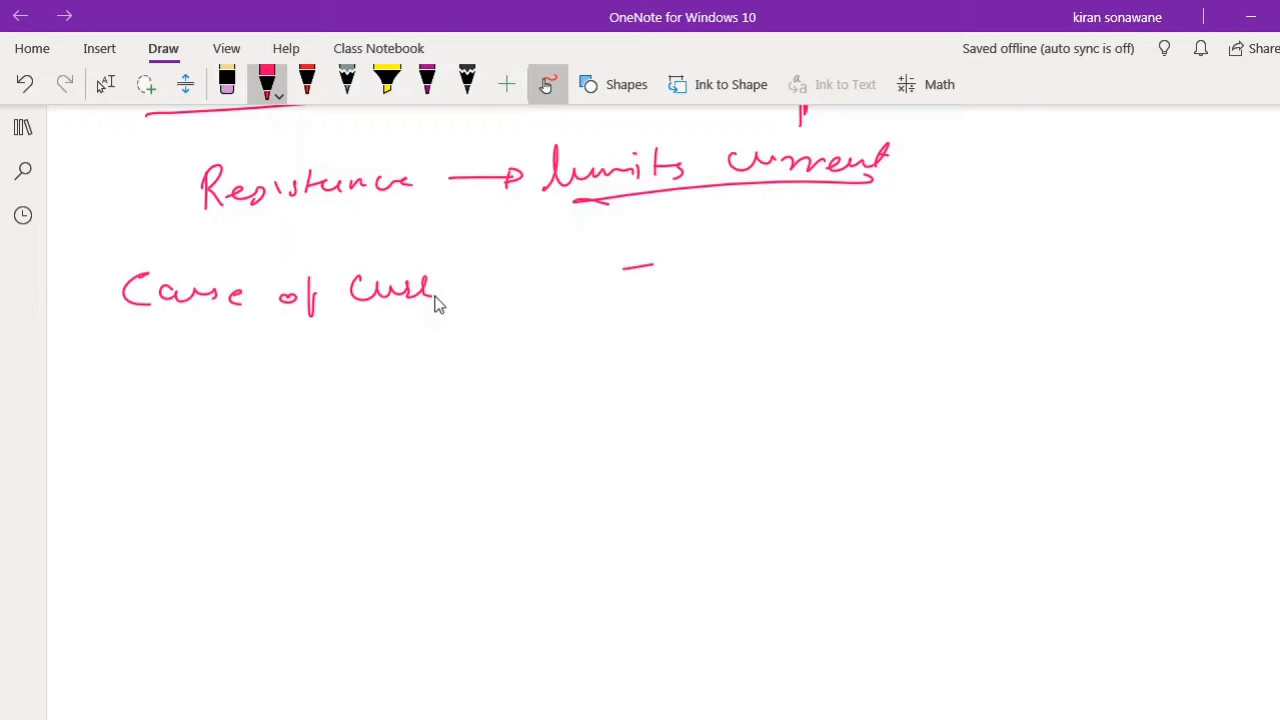 OneNote for Windows 10
kiran sonawane
Home Insert Draw View Help Class Notebook
Saved offline (auto sync is off)
Share
Shapes Ink to Shape Ink to Text Math
Resistance → limits current
Cause of